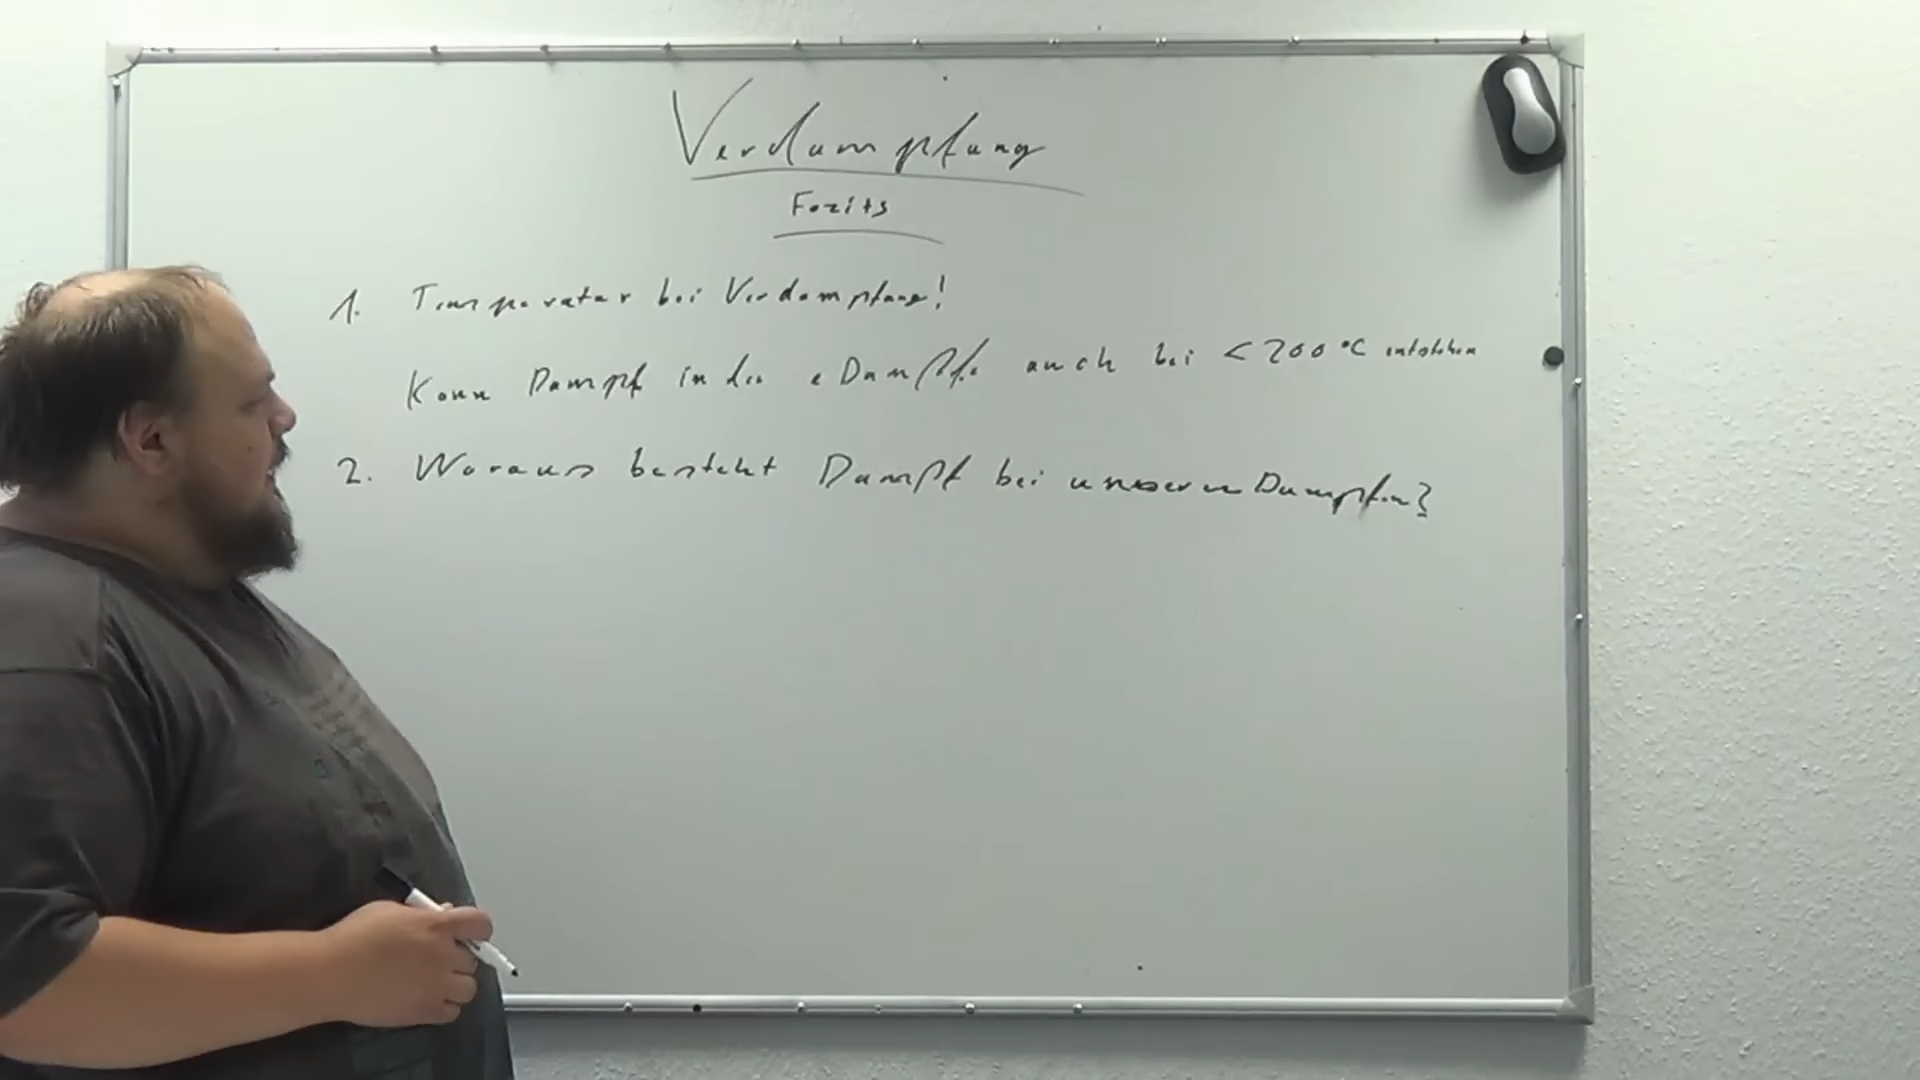 Verdampfung
Fazits
1. Temperatur bei Verdampfung!
Kann Dampf in der eDampfe auch bei < 200 °C entstehen
2. Woraus besteht Dampf bei unseren Dampfen?